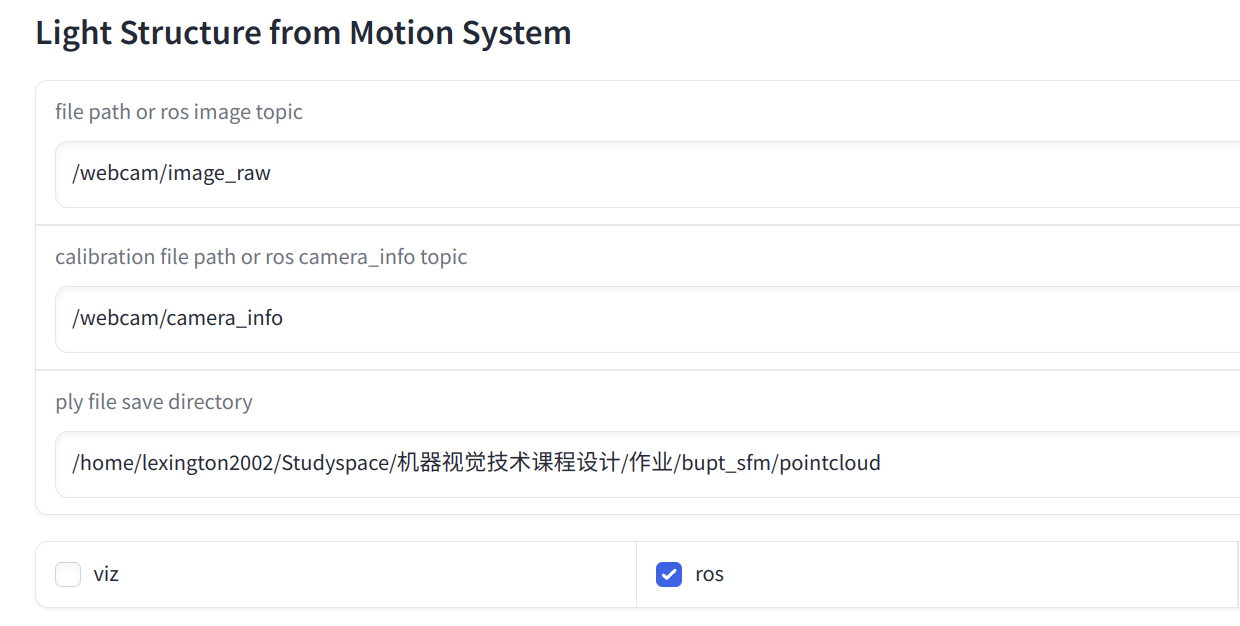 Light Structure from Motion System
file path or ros image topic
/webcam/image_raw
calibration file path or ros camera_info topic
/webcam/camera_info
ply file save directory
/home/lexington2002/Studyspace/机器视觉技术课程设计/作业/bupt_sfm/pointcloud
viz
ros